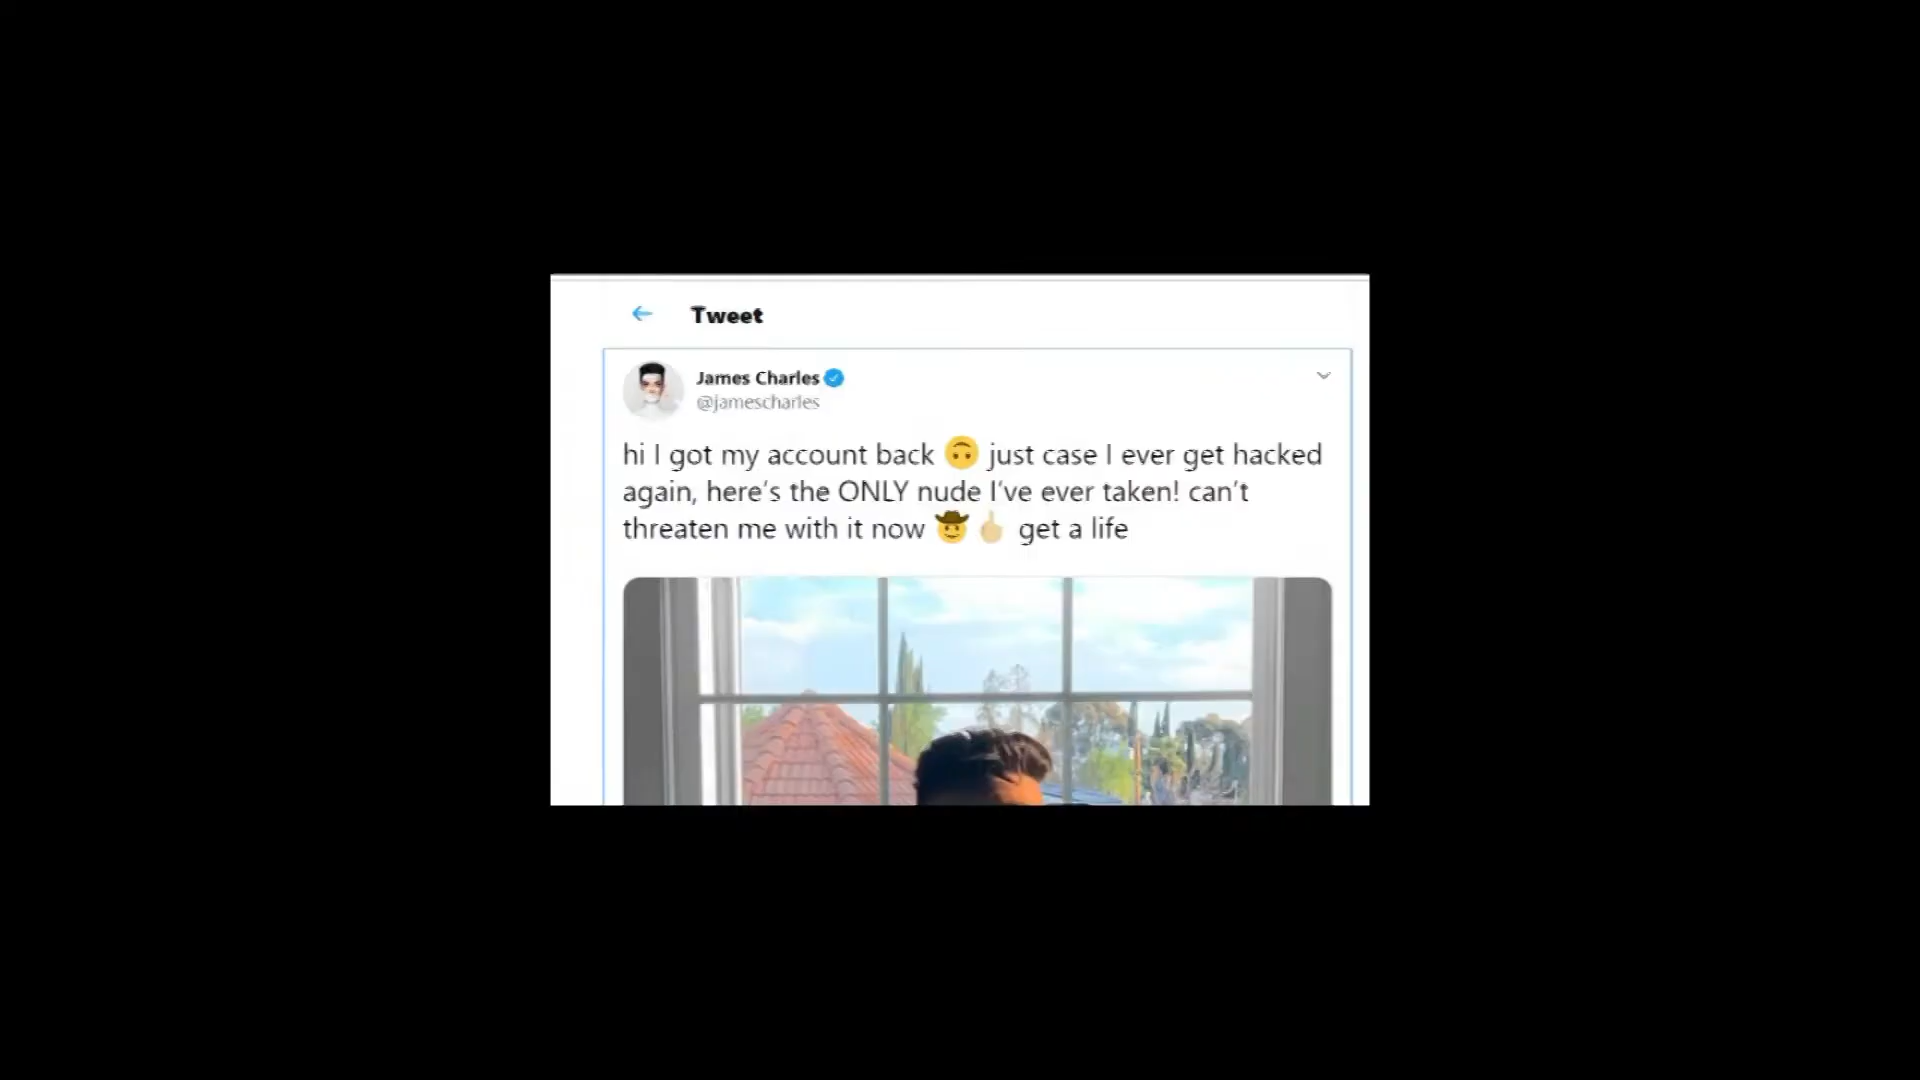 Tweet
James Charles
@jamescharles
hi I got my account back 🙃 just case I ever get hacked
again, here's the ONLY nude I've ever taken! can't
threaten me with it now 🤠🖕🏼 get a life